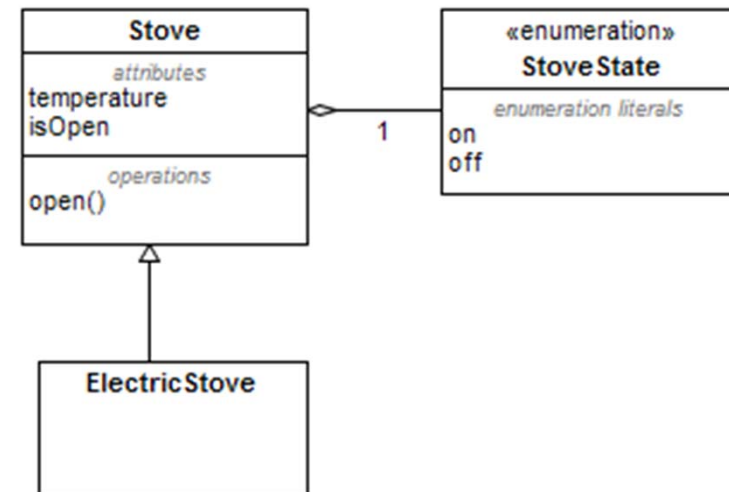 Stove
attributes
temperature
isOpen
operations
open()
1
«enumeration»
StoveState
enumeration literals
on
off
ElectricStove